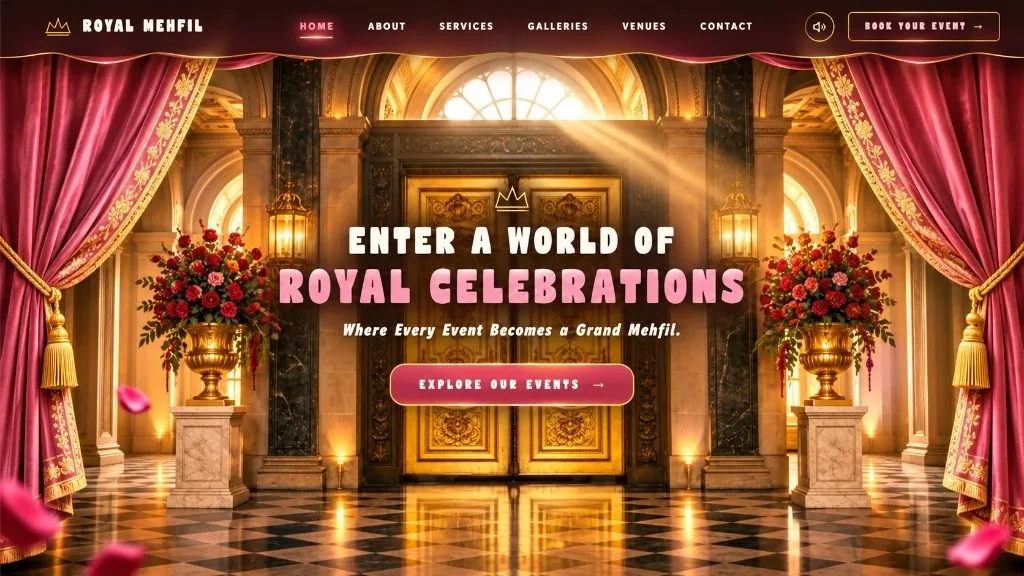 ROYAL MEHFIL
HOME ABOUT SERVICES GALLERIES VENUES CONTACT
BOOK YOUR EVENT →
ENTER A WORLD OF
ROYAL CELEBRATIONS
Where Every Event Becomes a Grand Mehfil.
EXPLORE OUR EVENTS →